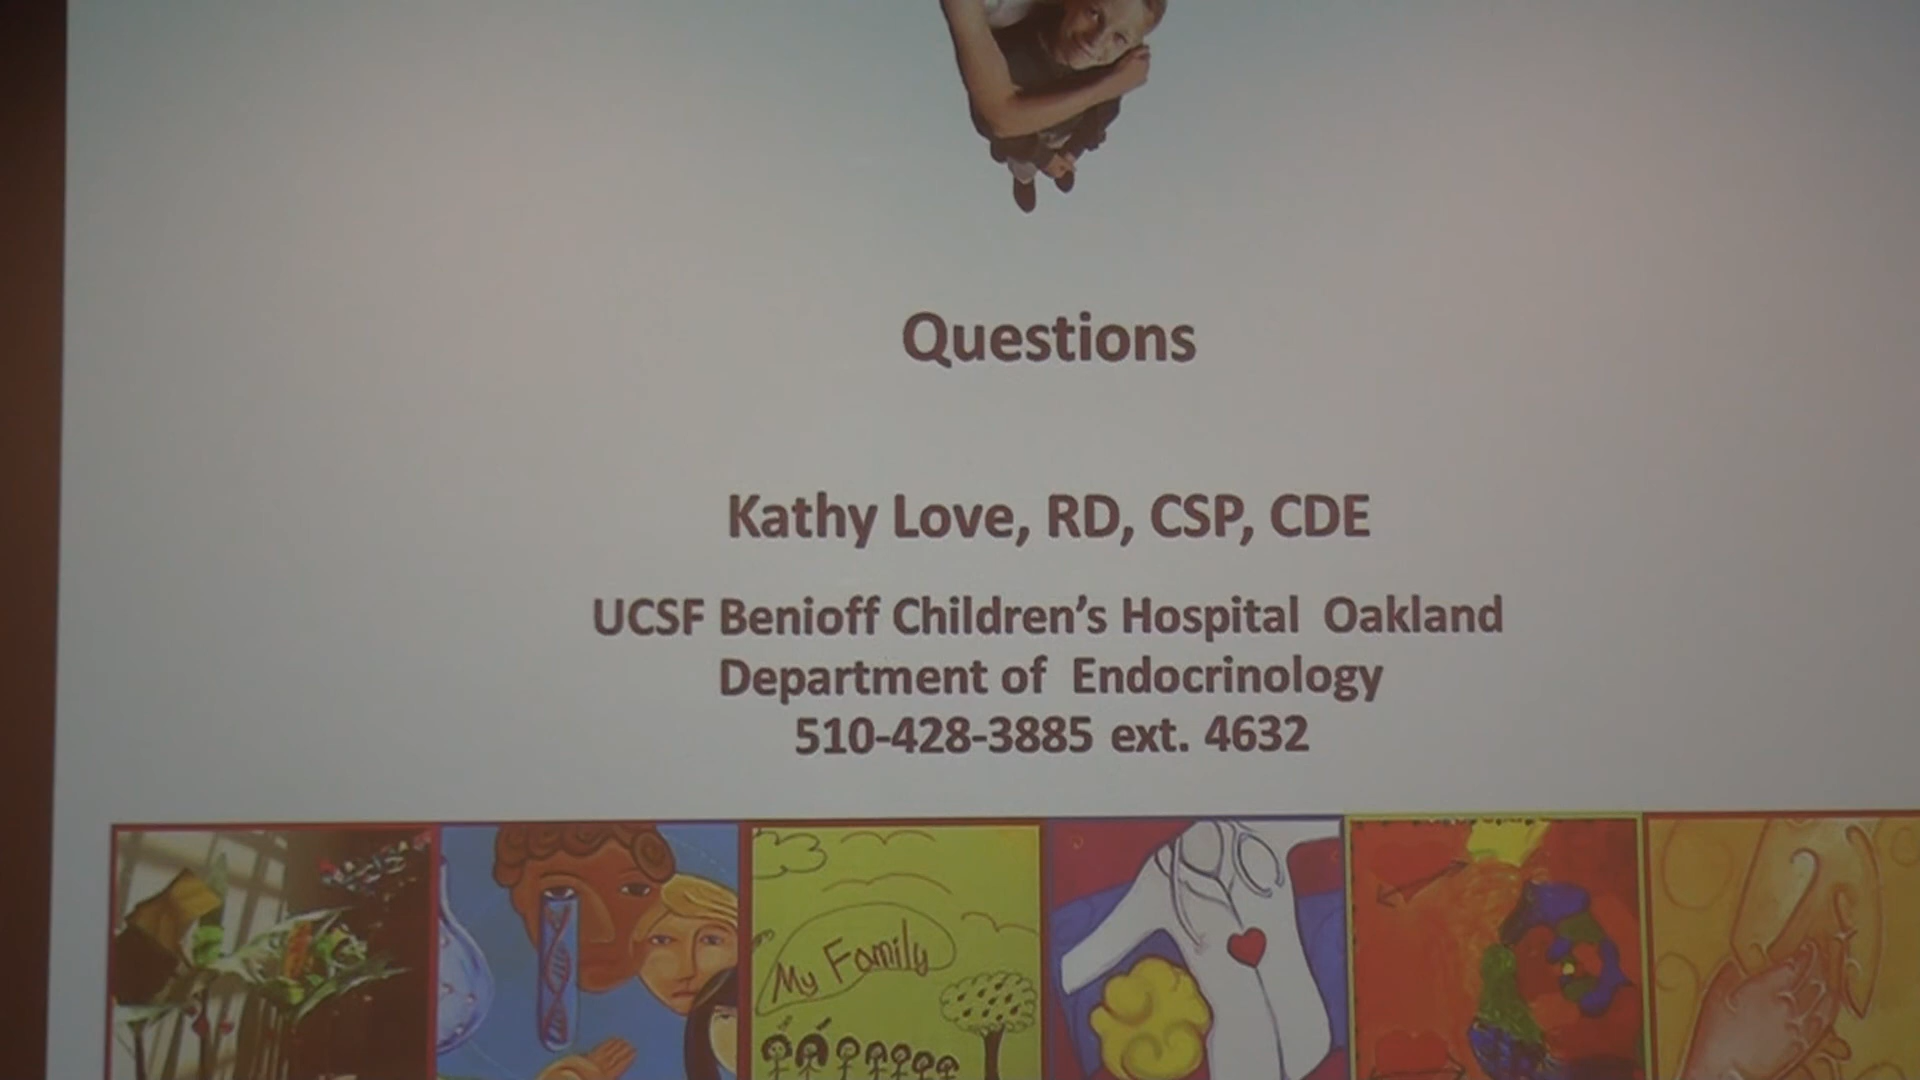 Questions
Kathy Love, RD, CSP, CDE
UCSF Benioff Children's Hospital Oakland
Department of Endocrinology
510-428-3885 ext. 4632
My Family